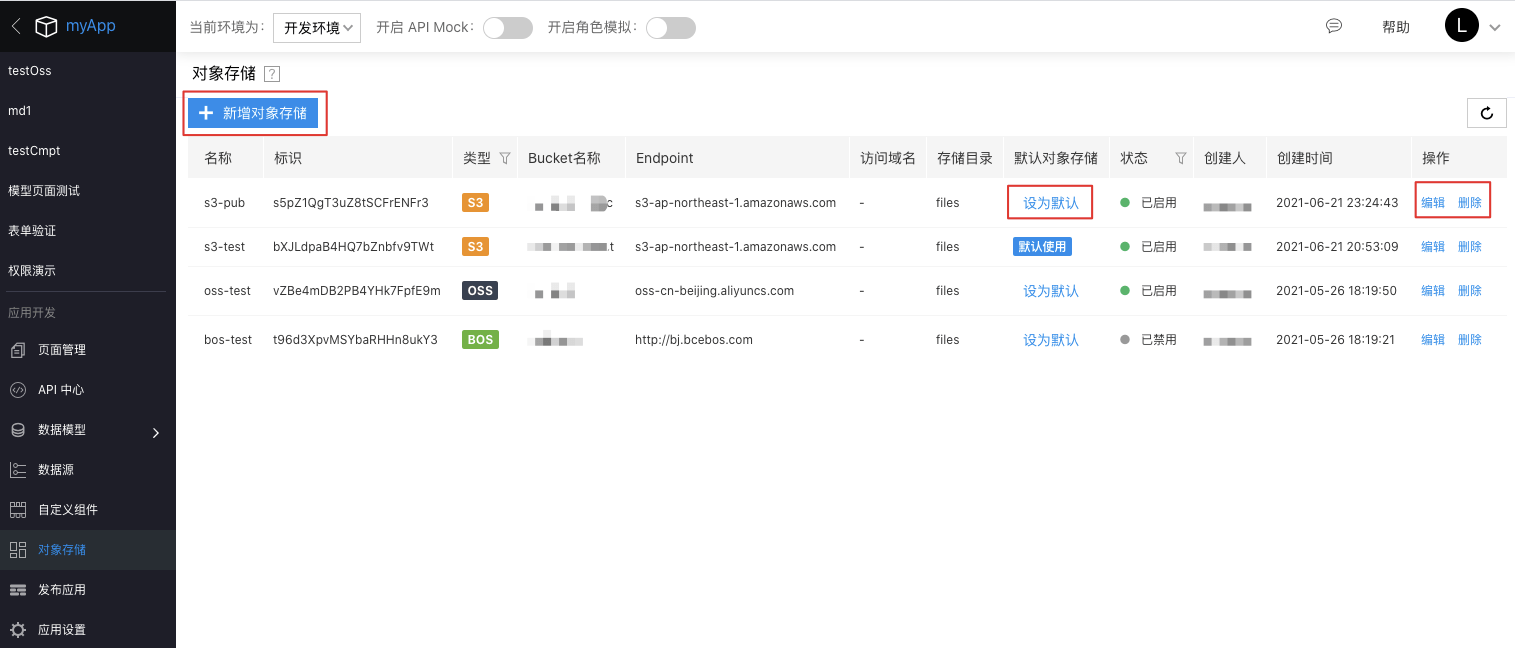 myApp
当前环境为：
开发环境
开启 API Mock：
开启角色模拟：
帮助
L
testOss
md1
testCmpt
模型页面测试
表单验证
权限演示
应用开发
页面管理
API 中心
数据模型
数据源
自定义组件
对象存储
发布应用
应用设置
对象存储 ?
新增对象存储
名称 标识 类型 Bucket名称 Endpoint 访问域名 存储目录 默认对象存储 状态 创建人 创建时间 操作
s3-pub s5pZ1QgT3uZ8tSCFrENFr3 S3 s3-ap-northeast-1.amazonaws.com - files 设为默认 已启用 2021-06-21 23:24:43 编辑 删除
s3-test bXJLdpaB4HQ7bZnbfv9TWt S3 s3-ap-northeast-1.amazonaws.com - files 默认使用 已启用 2021-06-21 20:53:09 编辑 删除
oss-test vZBe4mDB2PB4YHk7FpfE9m OSS oss-cn-beijing.aliyuncs.com - files 设为默认 已启用 2021-05-26 18:19:50 编辑 删除
bos-test t96d3XpvMSYbaRHHn8ukY3 BOS http://bj.bcebos.com - files 设为默认 已禁用 2021-05-26 18:19:21 编辑 删除